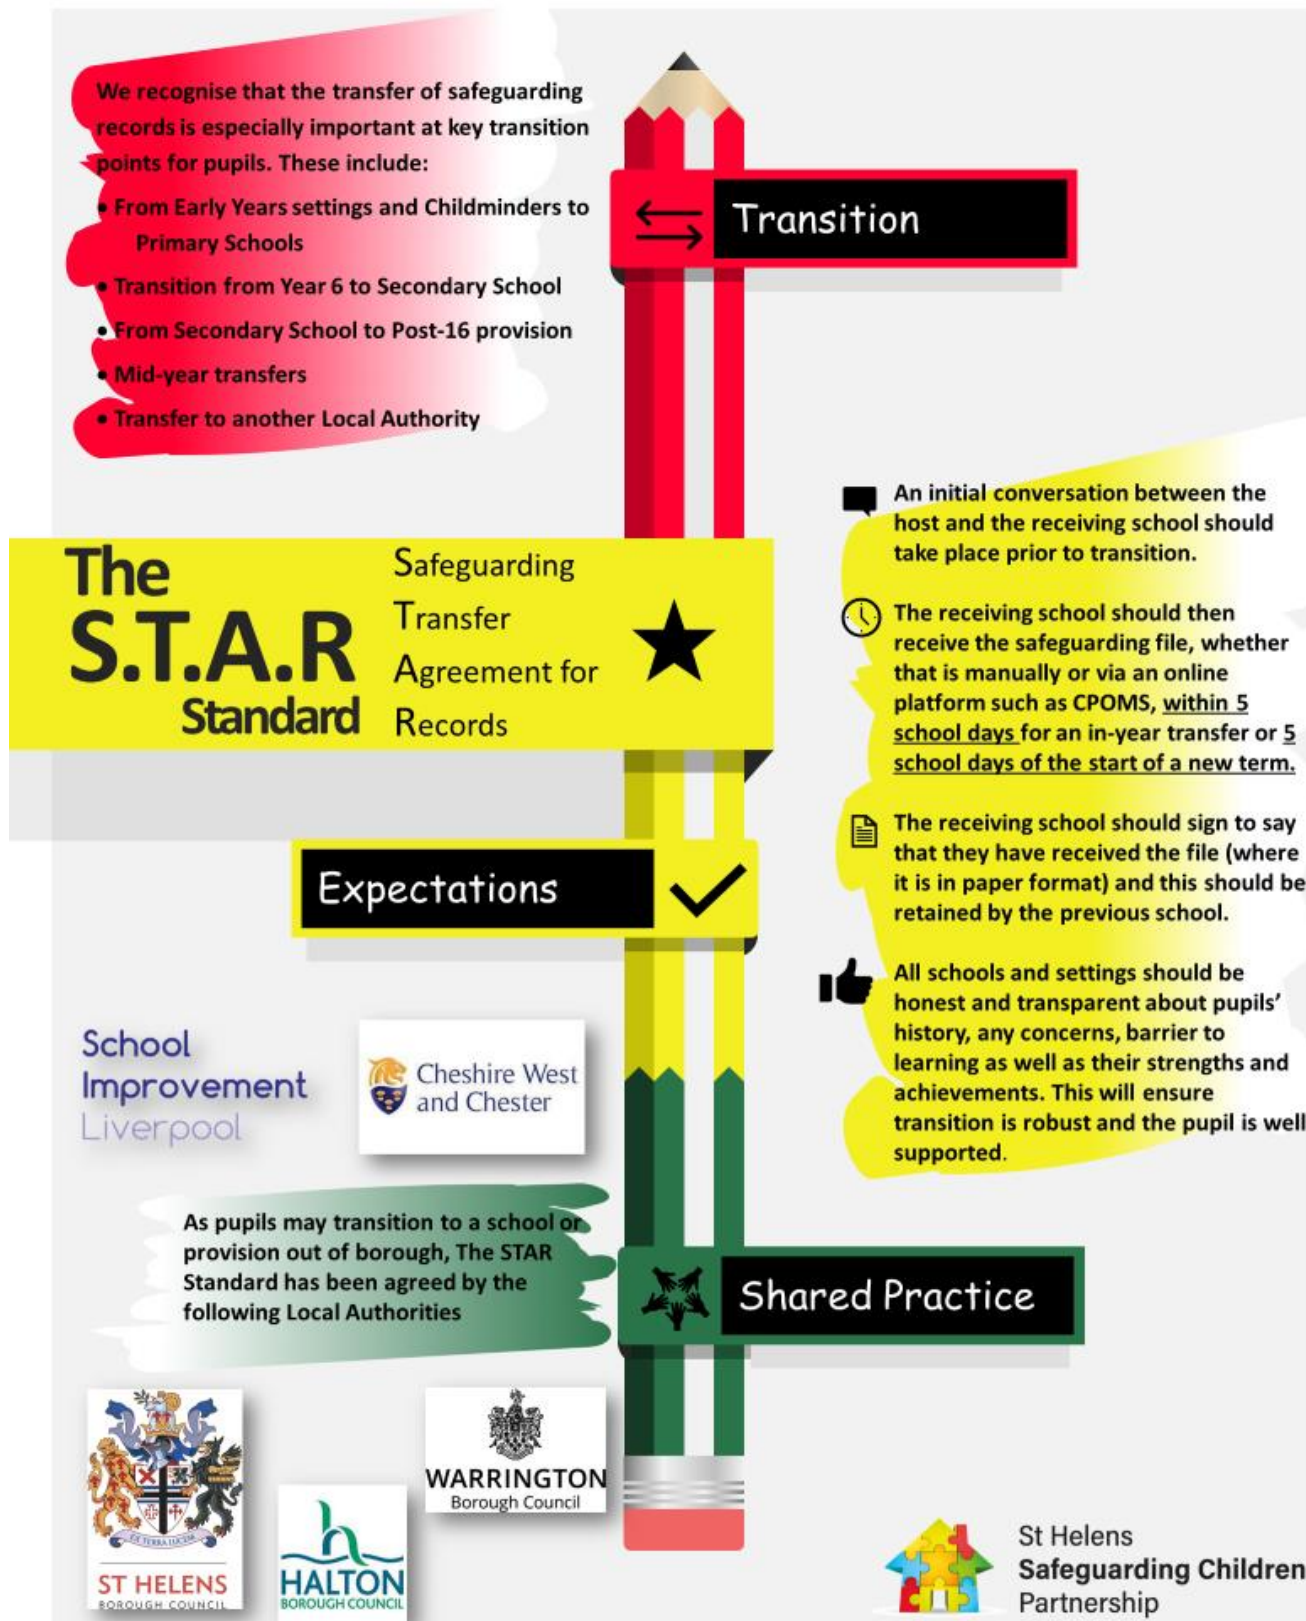 We recognise that the transfer of safeguarding
records is especially important at key transition
points for pupils. These include:
• From Early Years settings and Childminders to
Primary Schools
• Transition from Year 6 to Secondary School
• From Secondary School to Post-16 provision
• Mid-year transfers
• Transfer to another Local Authority
Transition
The
S.T.A.R
Standard
Safeguarding
Transfer
Agreement for
Records
An initial conversation between the
host and the receiving school should
take place prior to transition.
The receiving school should then
receive the safeguarding file, whether
that is manually or via an online
platform such as CPOMS, within 5
school days for an in-year transfer or 5
school days of the start of a new term.
The receiving school should sign to say
that they have received the file (where
it is in paper format) and this should be
retained by the previous school.
All schools and settings should be
honest and transparent about pupils'
history, any concerns, barrier to
learning as well as their strengths and
achievements. This will ensure
transition is robust and the pupil is well
supported.
Expectations
School
Improvement
Liverpool
Cheshire West
and Chester
As pupils may transition to a school or
provision out of borough, The STAR
Standard has been agreed by the
following Local Authorities
Shared Practice
EX TERRA LUCEM
ST HELENS
BOROUGH COUNCIL
HALTON
BOROUGH COUNCIL
WARRINGTON
Borough Council
St Helens
Safeguarding Children
Partnership